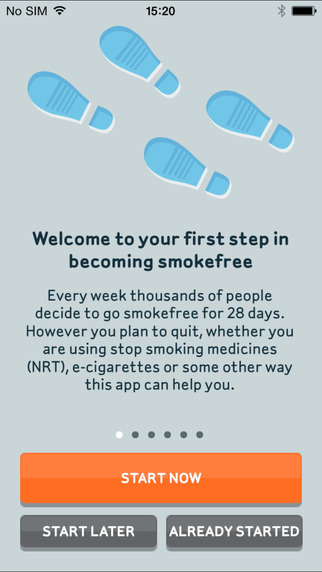 No SIM 15:20
Welcome to your first step in
becoming smokefree
Every week thousands of people
decide to go smokefree for 28 days.
However you plan to quit, whether you
are using stop smoking medicines
(NRT), e-cigarettes or some other way
this app can help you.
START NOW
START LATER ALREADY STARTED